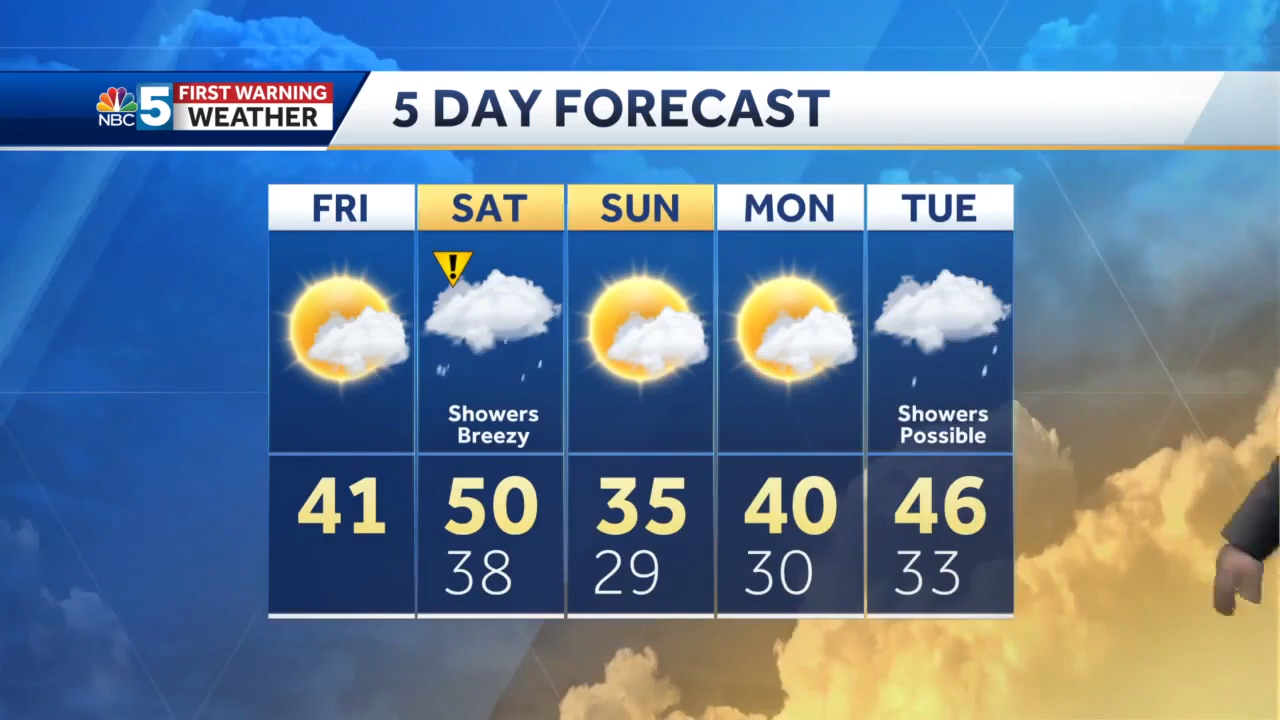 NBC 5 FIRST WARNING WEATHER
5 DAY FORECAST
FRI SAT SUN MON TUE
!
Showers Breezy
Showers Possible
41 50 35 40 46
38 29 30 33